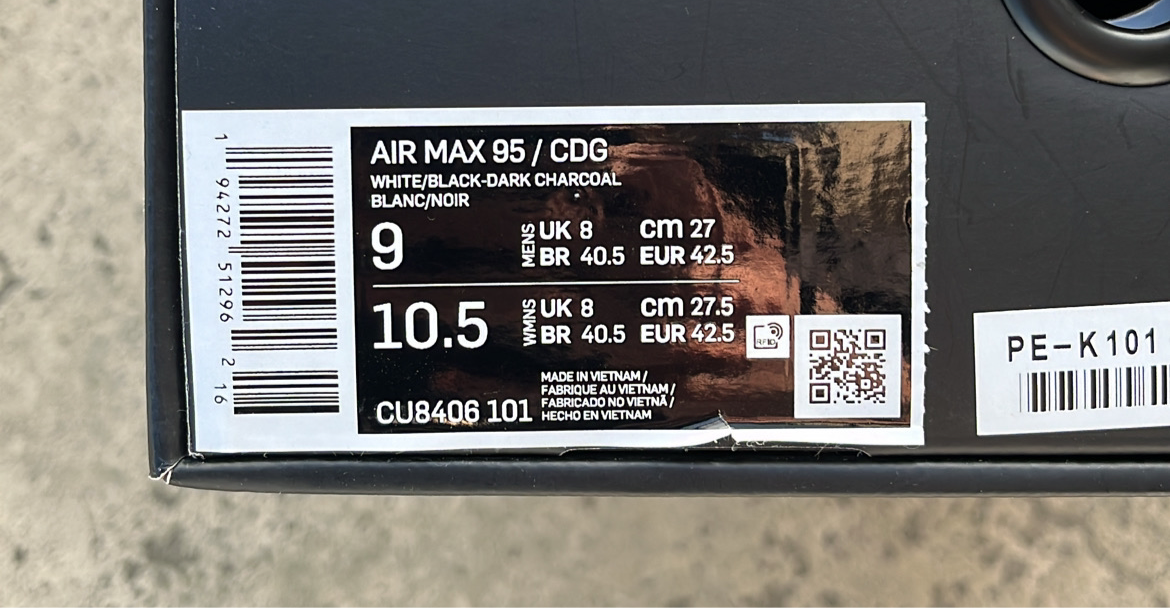 1 94272 51296 2 16
AIR MAX 95 / CDG
WHITE/BLACK-DARK CHARCOAL
BLANC/NOIR
9
MENS
UK 8 cm 27
BR 40.5 EUR 42.5
10.5
WMNS
UK 8 cm 27.5
BR 40.5 EUR 42.5
RFID
CU8406 101
MADE IN VIETNAM /
FABRIQUE AU VIETNAM /
FABRICADO NO VIETNÃ /
HECHO EN VIETNAM
PE-K101